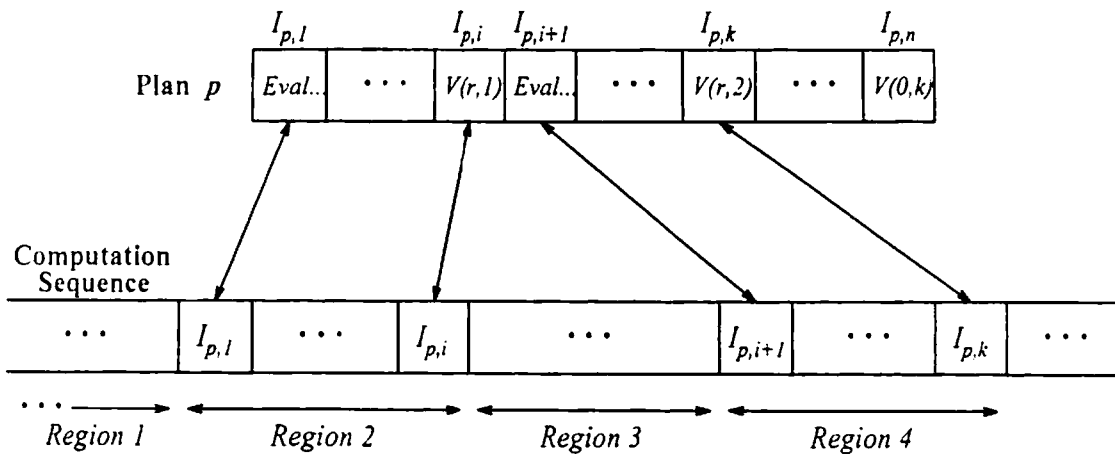 I_{p,1} I_{p,i} I_{p,i+1} I_{p,k} I_{p,n}
Plan p Eval... ··· V(r,1) Eval... ··· V(r,2) ··· V(0,k)
Computation
Sequence
··· I_{p,1} ··· I_{p,i} ··· I_{p,i+1} ··· I_{p,k} ···
···
Region 1 Region 2 Region 3 Region 4